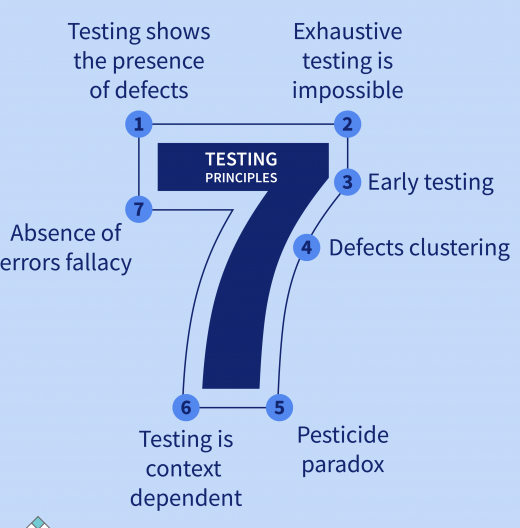 Testing shows
the presence
of defects
Exhaustive
testing is
impossible
1
2
TESTING
PRINCIPLES
3
Early testing
7
Absence of
errors fallacy
4
Defects clustering
6
5
Testing is
context
dependent
Pesticide
paradox